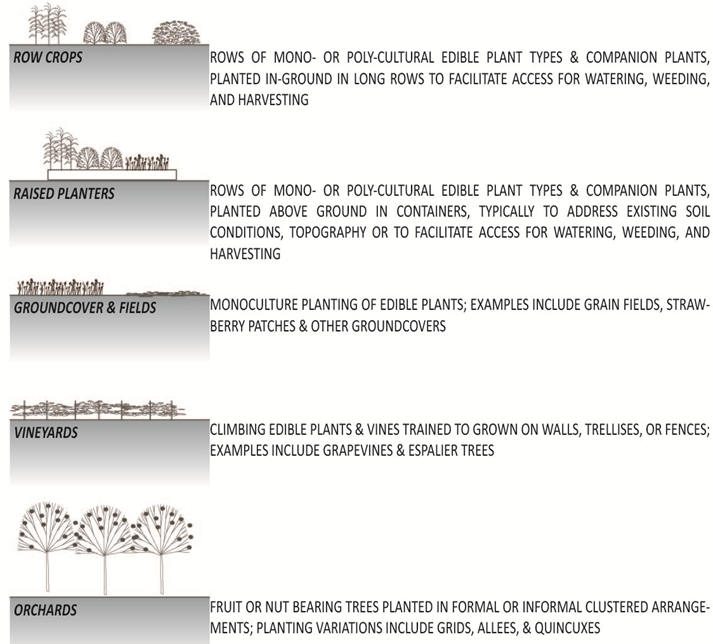 ROW CROPS
ROWS OF MONO- OR POLY-CULTURAL EDIBLE PLANT TYPES & COMPANION PLANTS,
PLANTED IN-GROUND IN LONG ROWS TO FACILITATE ACCESS FOR WATERING, WEEDING,
AND HARVESTING
RAISED PLANTERS
ROWS OF MONO- OR POLY-CULTURAL EDIBLE PLANT TYPES & COMPANION PLANTS,
PLANTED ABOVE GROUND IN CONTAINERS, TYPICALLY TO ADDRESS EXISTING SOIL
CONDITIONS, TOPOGRAPHY OR TO FACILITATE ACCESS FOR WATERING, WEEDING, AND
HARVESTING
GROUNDCOVER & FIELDS
MONOCULTURE PLANTING OF EDIBLE PLANTS; EXAMPLES INCLUDE GRAIN FIELDS, STRAW-
BERRY PATCHES & OTHER GROUNDCOVERS
VINEYARDS
CLIMBING EDIBLE PLANTS & VINES TRAINED TO GROWN ON WALLS, TRELLISES, OR FENCES;
EXAMPLES INCLUDE GRAPEVINES & ESPALIER TREES
ORCHARDS
FRUIT OR NUT BEARING TREES PLANTED IN FORMAL OR INFORMAL CLUSTERED ARRANGE-
MENTS; PLANTING VARIATIONS INCLUDE GRIDS, ALLEES, & QUINCUXES